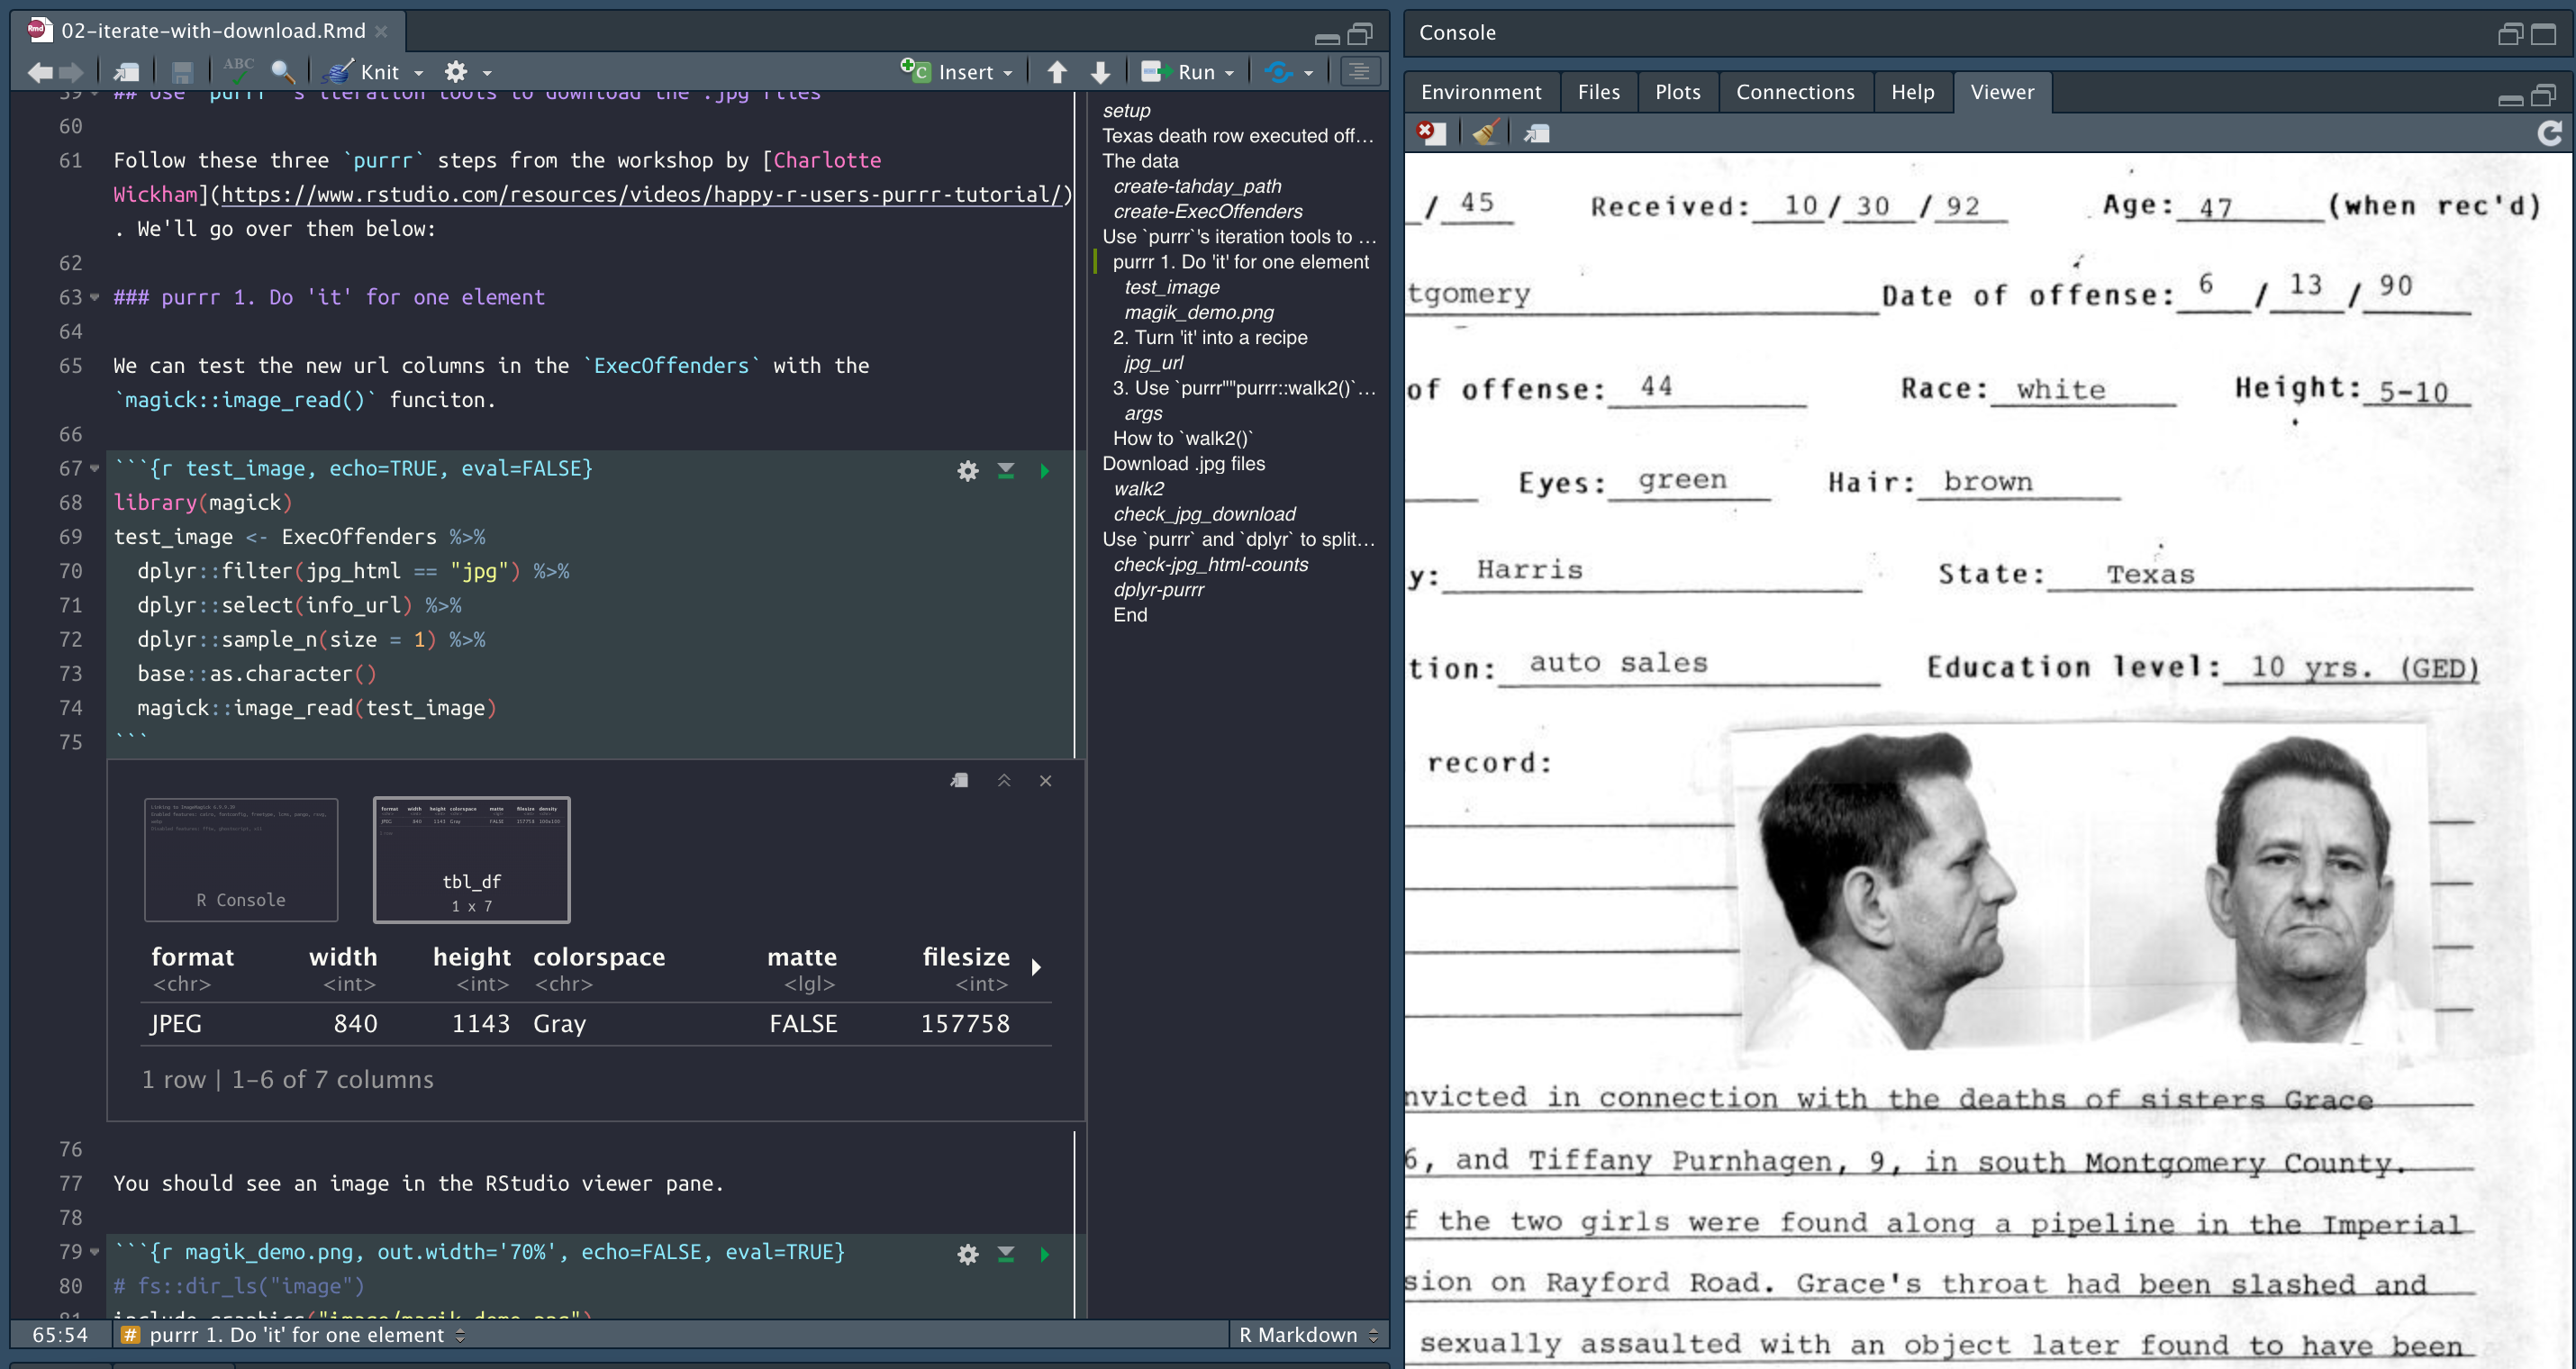 02-iterate-with-download.Rmd
ABC
Knit
Insert
Run
59 ## Use `purrr`'s iteration tools to download the .jpg files
60
61 Follow these three `purrr` steps from the workshop by [Charlotte
Wickham](https://www.rstudio.com/resources/videos/happy-r-users-purrr-tutorial/)
. We'll go over them below:
62
63 ### purrr 1. Do 'it' for one element
64
65 We can test the new url columns in the `ExecOffenders` with the
`magick::image_read()` funciton.
66
67 ```{r test_image, echo=TRUE, eval=FALSE}
68 library(magick)
69 test_image <- ExecOffenders %>%
70 dplyr::filter(jpg_html == "jpg") %>%
71 dplyr::select(info_url) %>%
72 dplyr::sample_n(size = 1) %>%
73 base::as.character()
74 magick::image_read(test_image)
75 ```
R Console
format width height colorspace matte filesize density
JPEG 840 1143 Gray FALSE 157758
tbl_df
1 x 7
format width height colorspace matte filesize
<chr> <int> <int> <chr> <lgl> <int>
JPEG 840 1143 Gray FALSE 157758
1 row | 1-6 of 7 columns
76
77 You should see an image in the RStudio viewer pane.
78
79 ```{r magik_demo.png, out.width='70%', echo=FALSE, eval=TRUE}
80 # fs::dir_ls("image")
81 include_graphics("image/magik_demo.png")
65:54 # purrr 1. Do 'it' for one element R Markdown
setup
Texas death row executed off…
The data
create-tahday_path
create-ExecOffenders
Use `purrr`'s iteration tools to …
purrr 1. Do 'it' for one element
test_image
magik_demo.png
2. Turn 'it' into a recipe
jpg_url
3. Use `purrr""purrr::walk2()`…
args
How to `walk2()`
Download .jpg files
walk2
check_jpg_download
Use `purrr` and `dplyr` to split…
check-jpg_html-counts
dplyr-purrr
End
Console
Environment Files Plots Connections Help Viewer
/ 45 Received: 10 / 30 / 92 Age: 47 (when rec'd)
tgomery Date of offense: 6 / 13 / 90
of offense: 44 Race: white Height: 5-10
Eyes: green Hair: brown
y: Harris State: Texas
tion: auto sales Education level: 10 yrs. (GED)
record:
nvicted in connection with the deaths of sisters Grace
6, and Tiffany Purnhagen, 9, in south Montgomery County.
f the two girls were found along a pipeline in the Imperial
sion on Rayford Road. Grace's throat had been slashed and
sexually assaulted with an object later found to have been